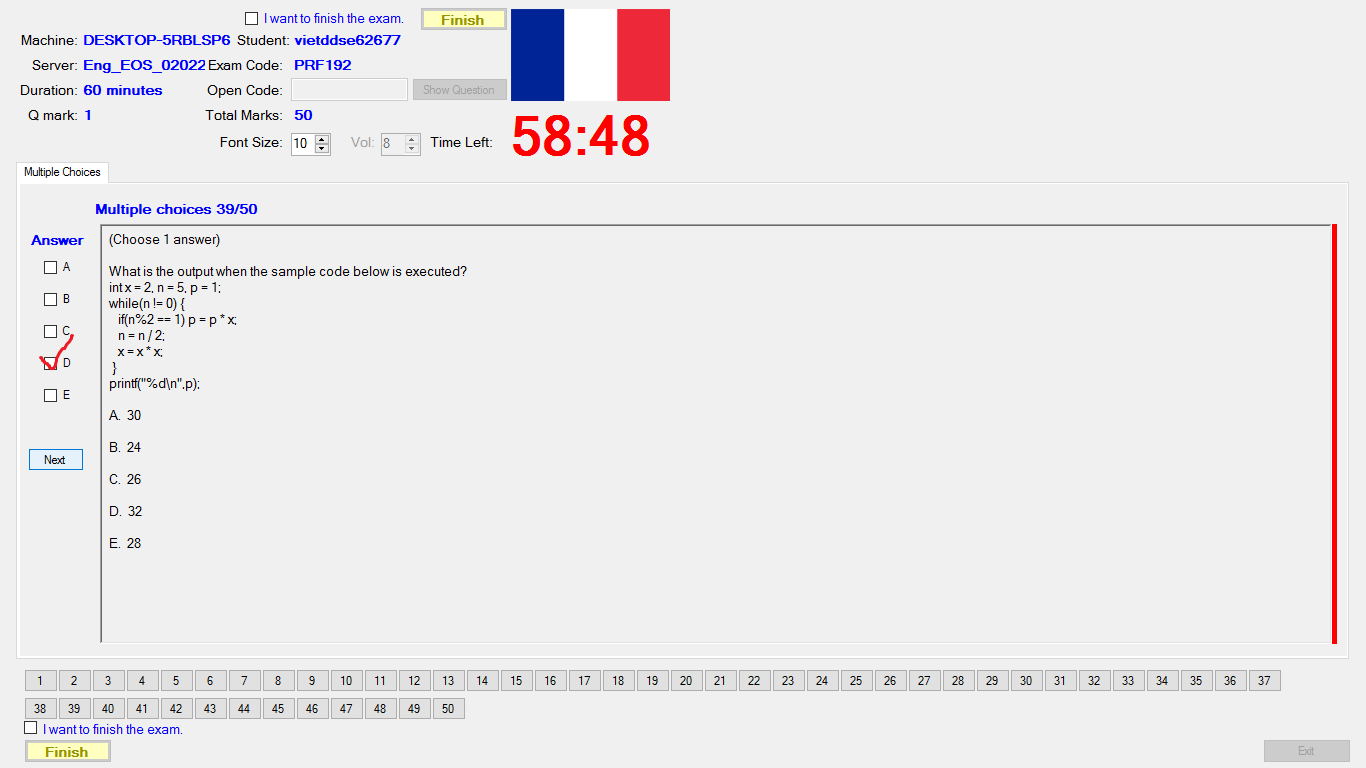 I want to finish the exam. Finish
Machine: DESKTOP-5RBLSP6 Student: vietddse62677
Server: Eng_EOS_02022 Exam Code: PRF192
Duration: 60 minutes Open Code: Show Question
Q mark: 1 Total Marks: 50
Font Size: 10 Vol: 8 Time Left: 58:48
Multiple Choices
Multiple choices 39/50
Answer
A
B
C
D
E
Next
(Choose 1 answer)
What is the output when the sample code below is executed?
int x = 2, n = 5, p = 1;
while(n != 0) {
if(n%2 == 1) p = p * x;
n = n / 2;
x = x * x;
}
printf("%d\n",p);
A. 30
B. 24
C. 26
D. 32
E. 28
1 2 3 4 5 6 7 8 9 10 11 12 13 14 15 16 17 18 19 20 21 22 23 24 25 26 27 28 29 30 31 32 33 34 35 36 37
38 39 40 41 42 43 44 45 46 47 48 49 50
I want to finish the exam.
Finish Exit